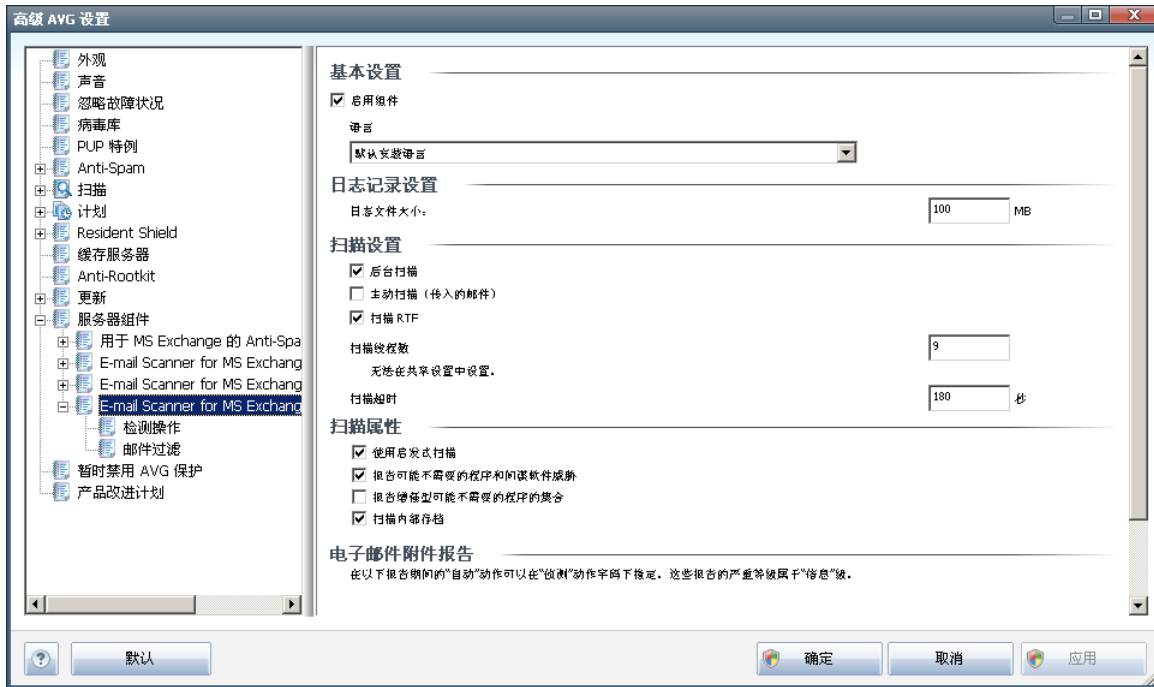 高级 AVG 设置
外观
声音
忽略故障状况
病毒库
PUP 特例
Anti-Spam
扫描
计划
Resident Shield
缓存服务器
Anti-Rootkit
更新
服务器组件
用于 MS Exchange 的 Anti-Spa
E-mail Scanner for MS Exchang
E-mail Scanner for MS Exchang
E-mail Scanner for MS Exchang
检测操作
邮件过滤
暂时禁用 AVG 保护
产品改进计划
基本设置
启用组件
语言
默认安装语言
日志记录设置
日志文件大小:
100 MB
扫描设置
后台扫描
主动扫描（传入的邮件）
扫描 RTF
扫描线程数
9
无法在共享设置中设置。
扫描超时
180 秒
扫描属性
使用启发式扫描
报告可能不需要的程序和间谍软件威胁
报告增强型可能不需要的程序的集合
扫描内部存档
电子邮件附件报告
在以下报告期间的"自动"动作可以在"侦测"动作字码下指定。这些报告的严重等级属于"信息"级。
默认
确定
取消
应用